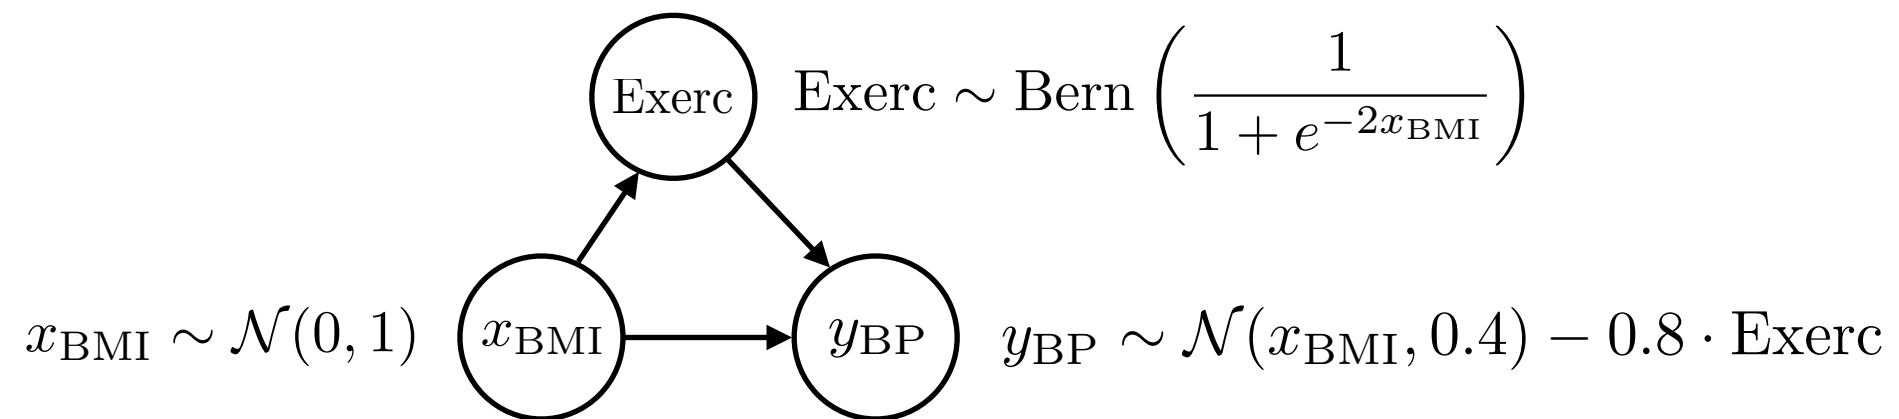 Exerc
Exerc ∼ Bern ( 1 / (1 + e^{−2x_BMI}) )
x_BMI ∼ 𝒩(0, 1)
x_BMI
y_BP
y_BP ∼ 𝒩(x_BMI, 0.4) − 0.8 · Exerc